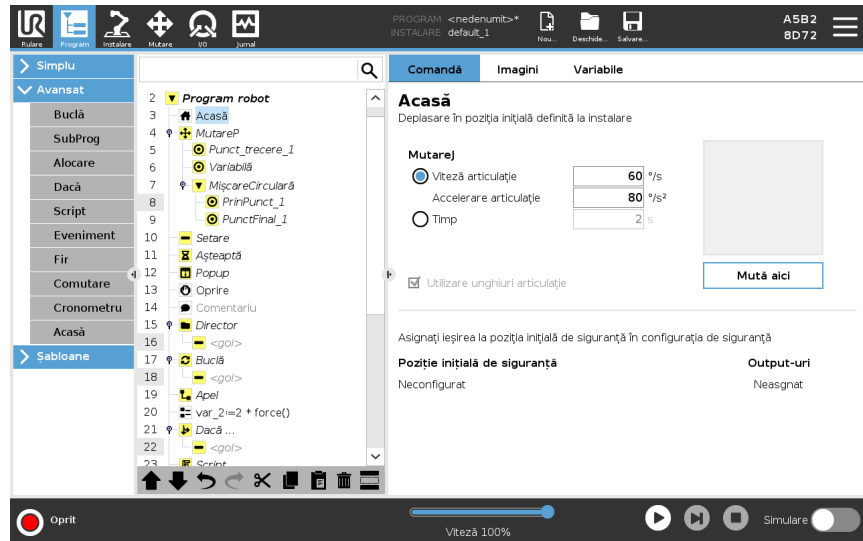 Rulare Program Instalare Mutare I/O Jurnal
PROGRAM <nedenumit>*
INSTALARE default_1
Nou... Deschide... Salvare...
A5B2
8D72
Simplu
Avansat
Buclă
SubProg
Alocare
Dacă
Script
Eveniment
Fir
Comutare
Cronometru
Acasă
Șabloane
2 Program robot
3 Acasă
4 MutareP
5 Punct_trecere_1
6 Variabilă
7 MișcareCirculară
8 PrinPunct_1
9 PunctFinal_1
10 Setare
11 Așteaptă
12 Popup
13 Oprire
14 Comentariu
15 Director
16 <gol>
17 Buclă
18 <gol>
19 Apel
20 var_2≔2 * force()
21 Dacă ...
22 <gol>
23 Script
Comandă Imagini Variabile
Acasă
Deplasare în poziția inițială definită la instalare
MutareJ
Viteză articulație 60 °/s
Accelerare articulație 80 °/s²
Timp 2 s
Utilizare unghiuri articulație
Mută aici
Asignați ieșirea la poziția inițială de siguranță în configurația de siguranță
Poziție inițială de siguranță Output-uri
Neconfigurat Neasgnat
Oprit
Viteză 100%
Simulare